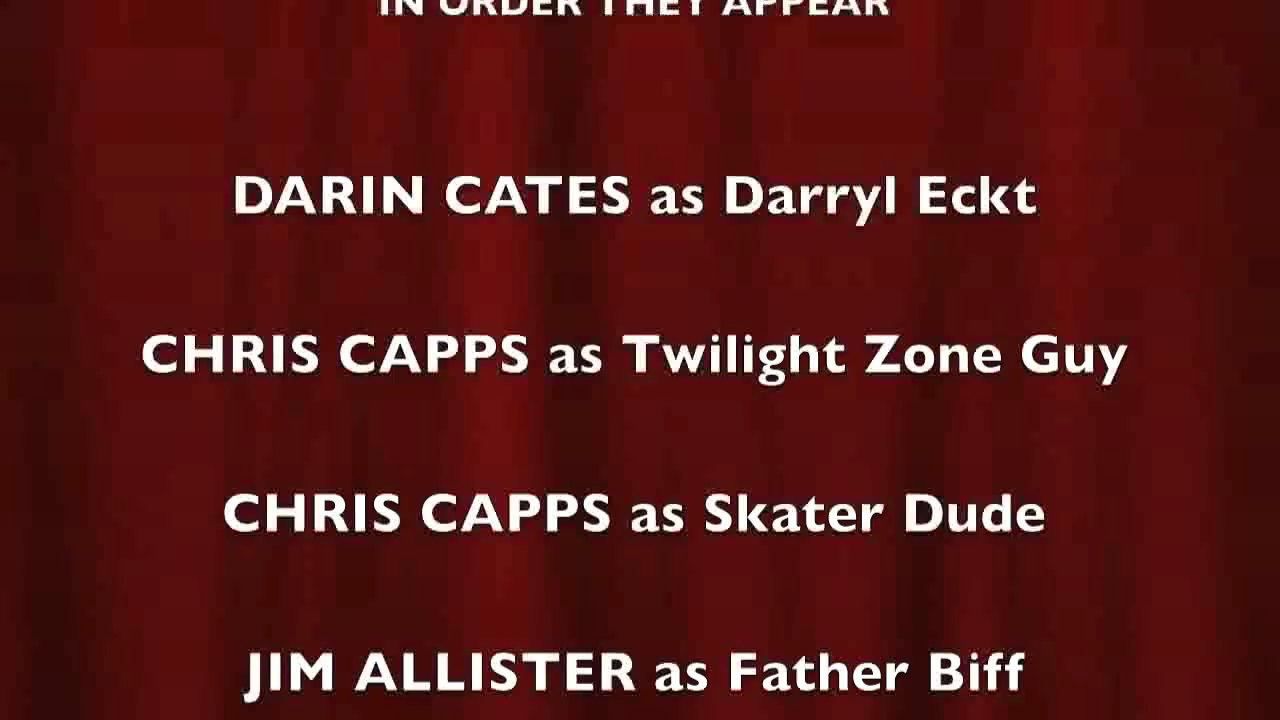 IN ORDER THEY APPEAR
DARIN CATES as Darryl Eckt
CHRIS CAPPS as Twilight Zone Guy
CHRIS CAPPS as Skater Dude
JIM ALLISTER as Father Biff